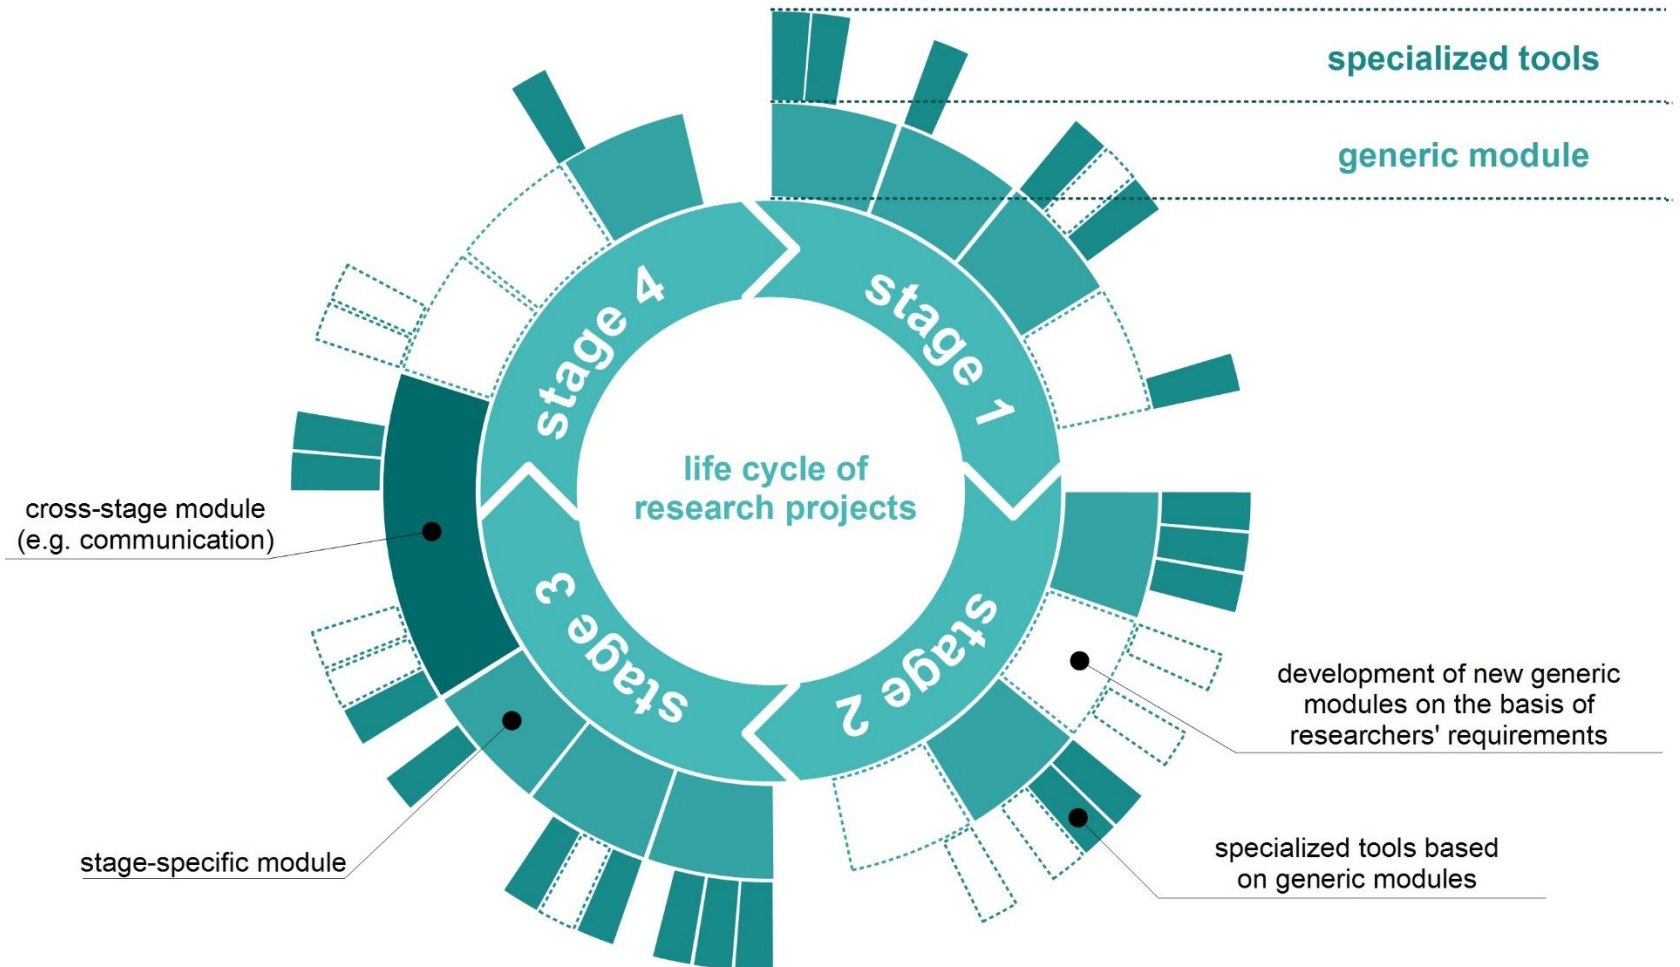 specialized tools
generic module
stage 4
stage 1
life cycle of
research projects
cross-stage module
(e.g. communication)
stage 3
stage 2
development of new generic
modules on the basis of
researchers' requirements
stage-specific module
specialized tools based
on generic modules